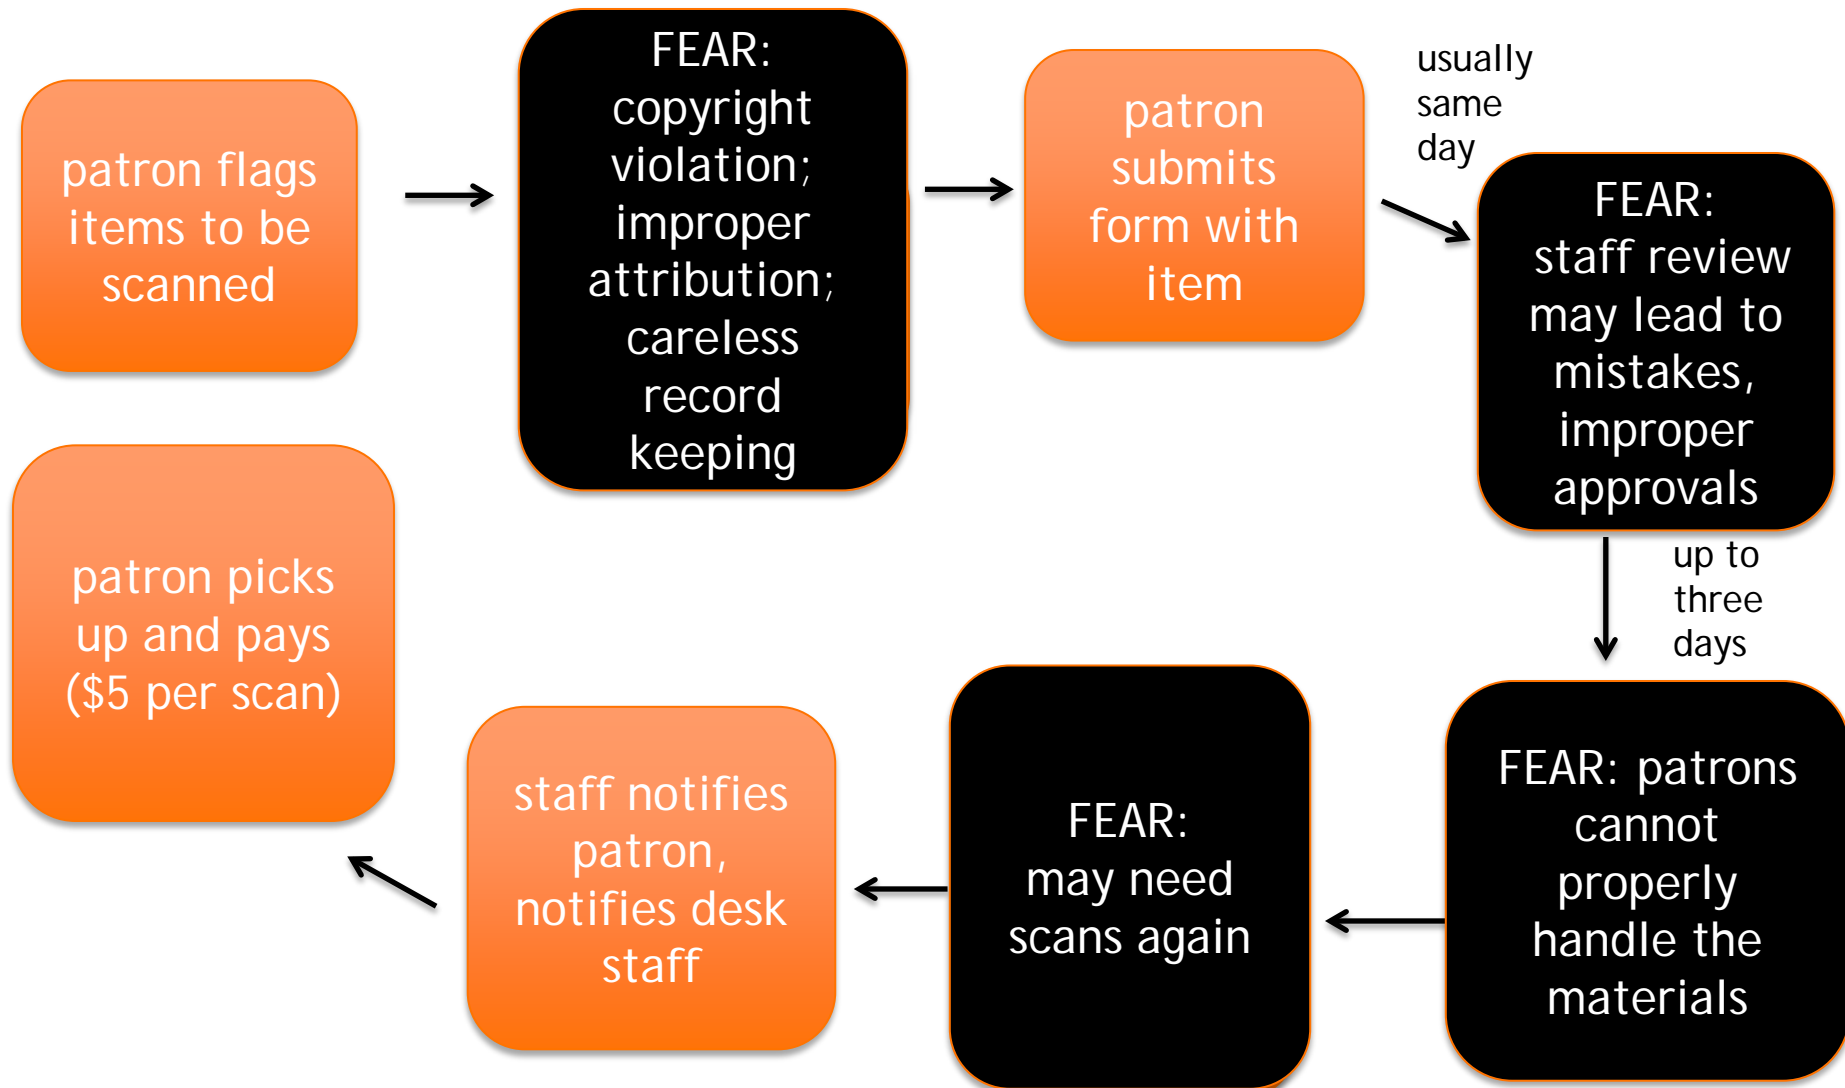 patron flags
items to be
scanned
FEAR:
copyright
violation;
improper
attribution;
careless
record
keeping
patron
submits
form with
item
usually
same
day
FEAR:
staff review
may lead to
mistakes,
improper
approvals
up to
three
days
FEAR: patrons
cannot
properly
handle the
materials
FEAR:
may need
scans again
staff notifies
patron,
notifies desk
staff
patron picks
up and pays
($5 per scan)